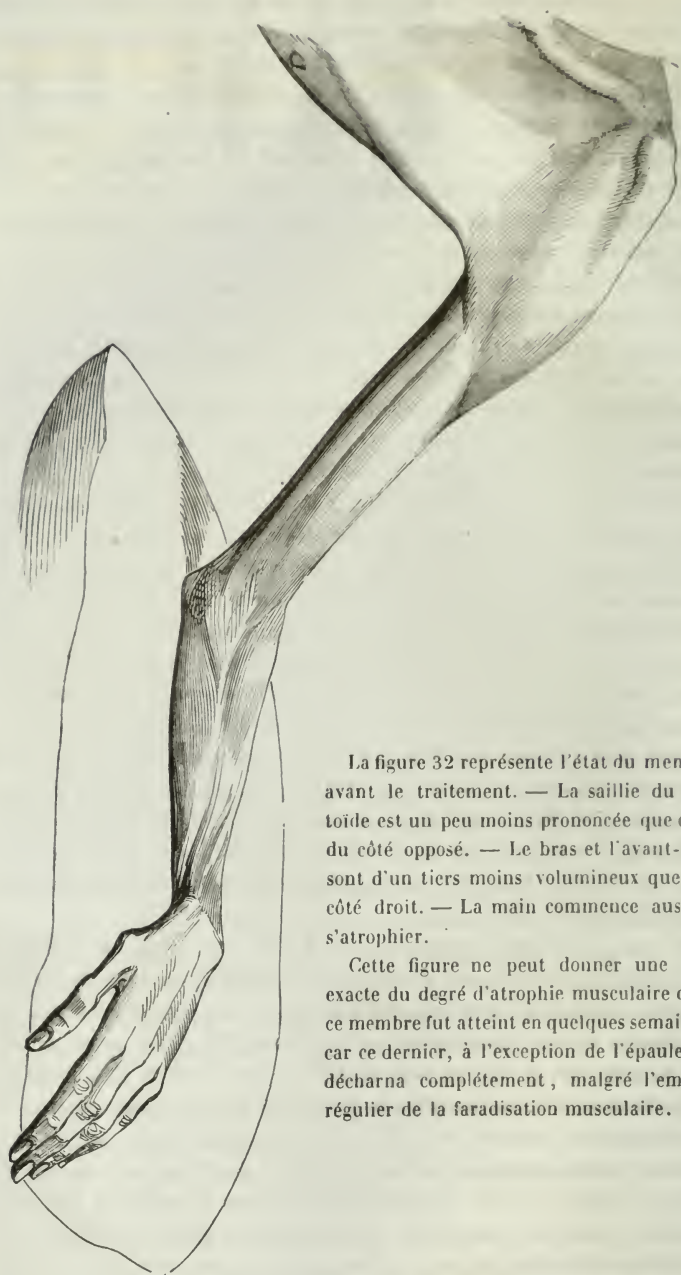 La figure 32 représente l'état du mem
avant le traitement. — La saillie du
toïde est un peu moins prononcée que c
du côté opposé. — Le bras et l'avant-
sont d'un tiers moins volumineux que
côté droit. — La main commence aus
s'atrophier.
Cette figure ne peut donner une
exacte du degré d'atrophie musculaire d
ce membre fut atteint en quelques semai
car ce dernier, à l'exception de l'épaule
décharna complétement, malgré l'em
régulier de la faradisation musculaire.